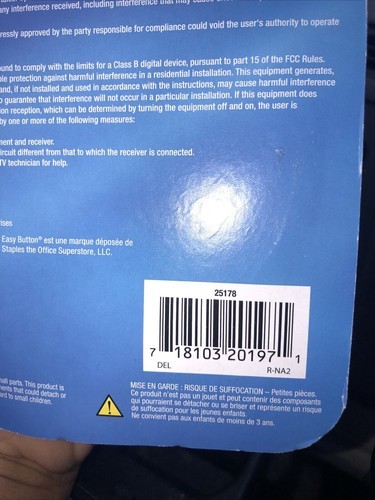 any interference received, including interference that may cause
ressly approved by the party responsible for compliance could void the user's authority to operate
und to comply with the limits for a Class B digital device, pursuant to part 15 of the FCC Rules.
ble protection against harmful interference in a residential installation. This equipment generates,
and, if not installed and used in accordance with the instructions, may cause harmful interference
o guarantee that interference will not occur in a particular installation. If this equipment does
ion reception, which can be determined by turning the equipment off and on, the user is
by one or more of the following measures:
ment and receiver.
ircuit different from that to which the receiver is connected.
TV technician for help.
ises
Easy Button® est une marque déposée de
Staples the Office Superstore, LLC.
25178
7 18103 20197 1
DEL
R-NA2
mall parts. This product is
nents that could detach or
ard to small children.
MISE EN GARDE : RISQUE DE SUFFOCATION – Petites pièces.
Ce produit n'est pas un jouet et peut contenir des composants
qui pourraient se détacher ou se briser et représente un risque
de suffocation pour les jeunes enfants.
Ne convient pas aux enfants de moins de 3 ans.